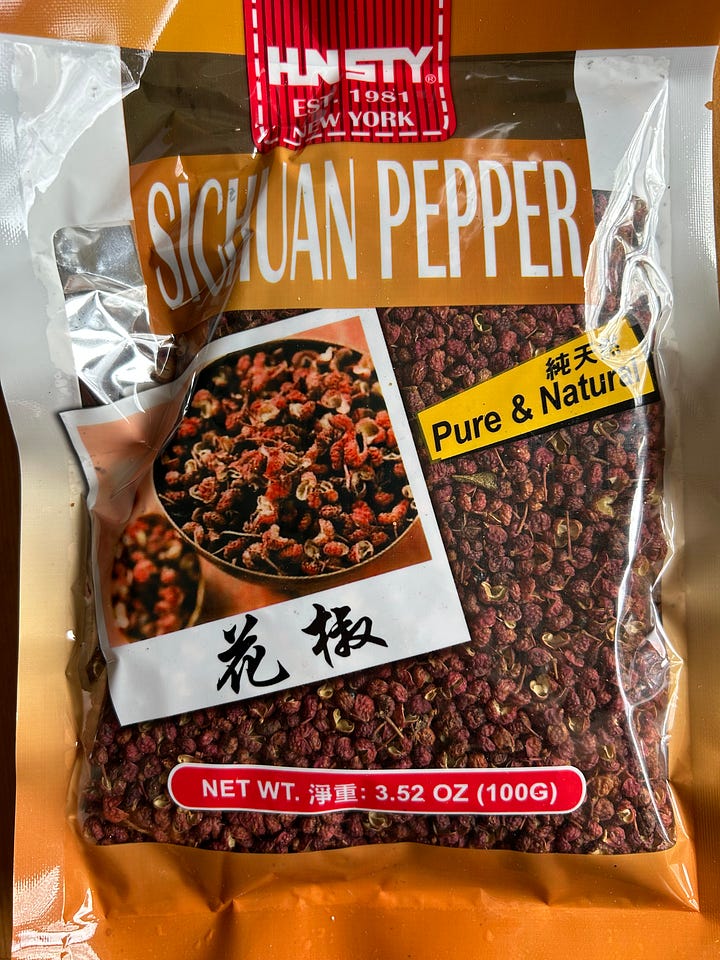 HNSTY®
EST. 1981
NEW YORK
SICHUAN PEPPER
純天
Pure & Natural
花椒
NET WT. 淨重: 3.52 OZ (100G)